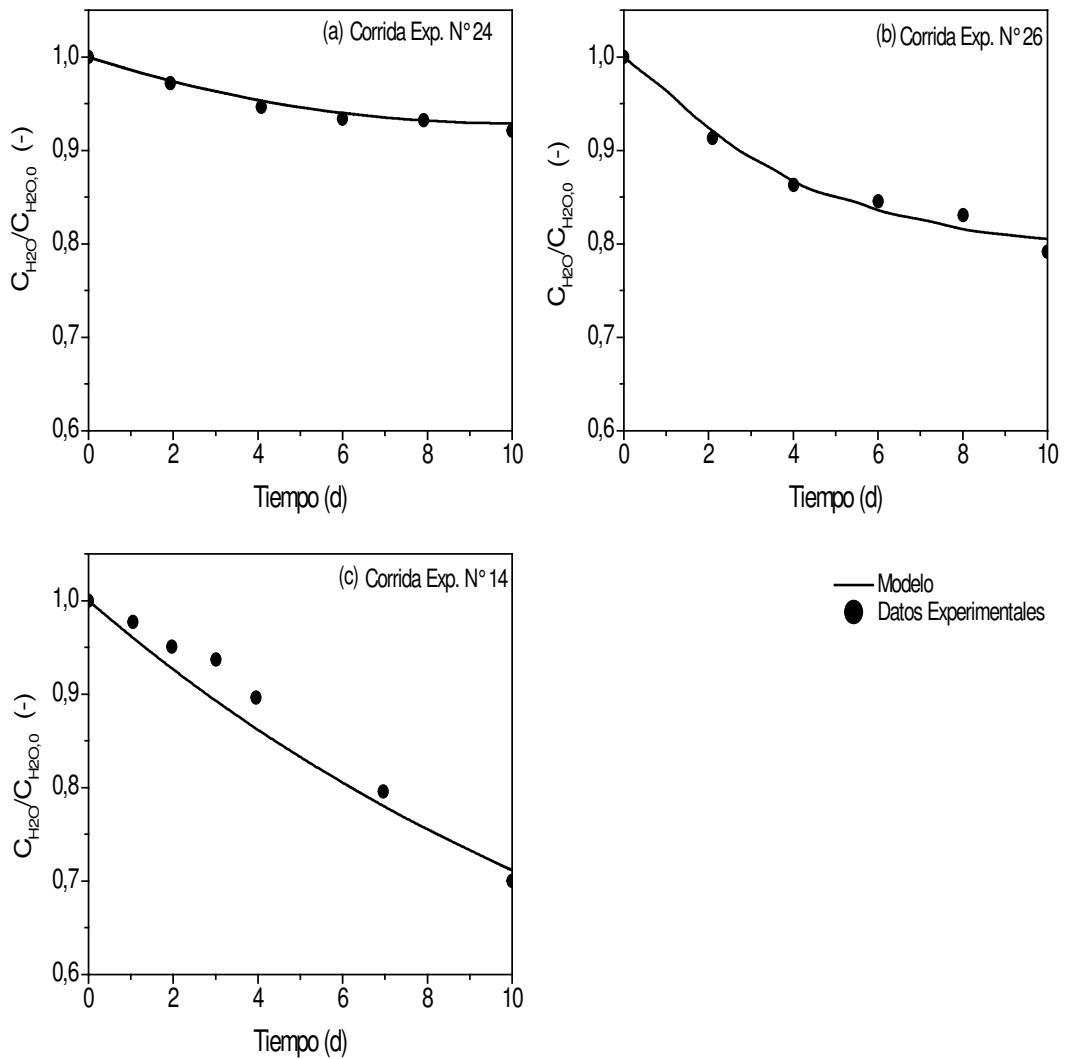 (a) Corrida Exp. N° 24
1,0
0,9
0,8
0,7
0,6
C_H2O/C_H2O,0 (-)
0 2 4 6 8 10
Tiempo (d)
(b) Corrida Exp. N° 26
1,0
0,9
0,8
0,7
0,6
C_H2O/C_H2O,0 (-)
0 2 4 6 8 10
Tiempo (d)
(c) Corrida Exp. N° 14
1,0
0,9
0,8
0,7
0,6
C_H2O/C_H2O,0 (-)
0 2 4 6 8 10
Tiempo (d)
Modelo
Datos Experimentales